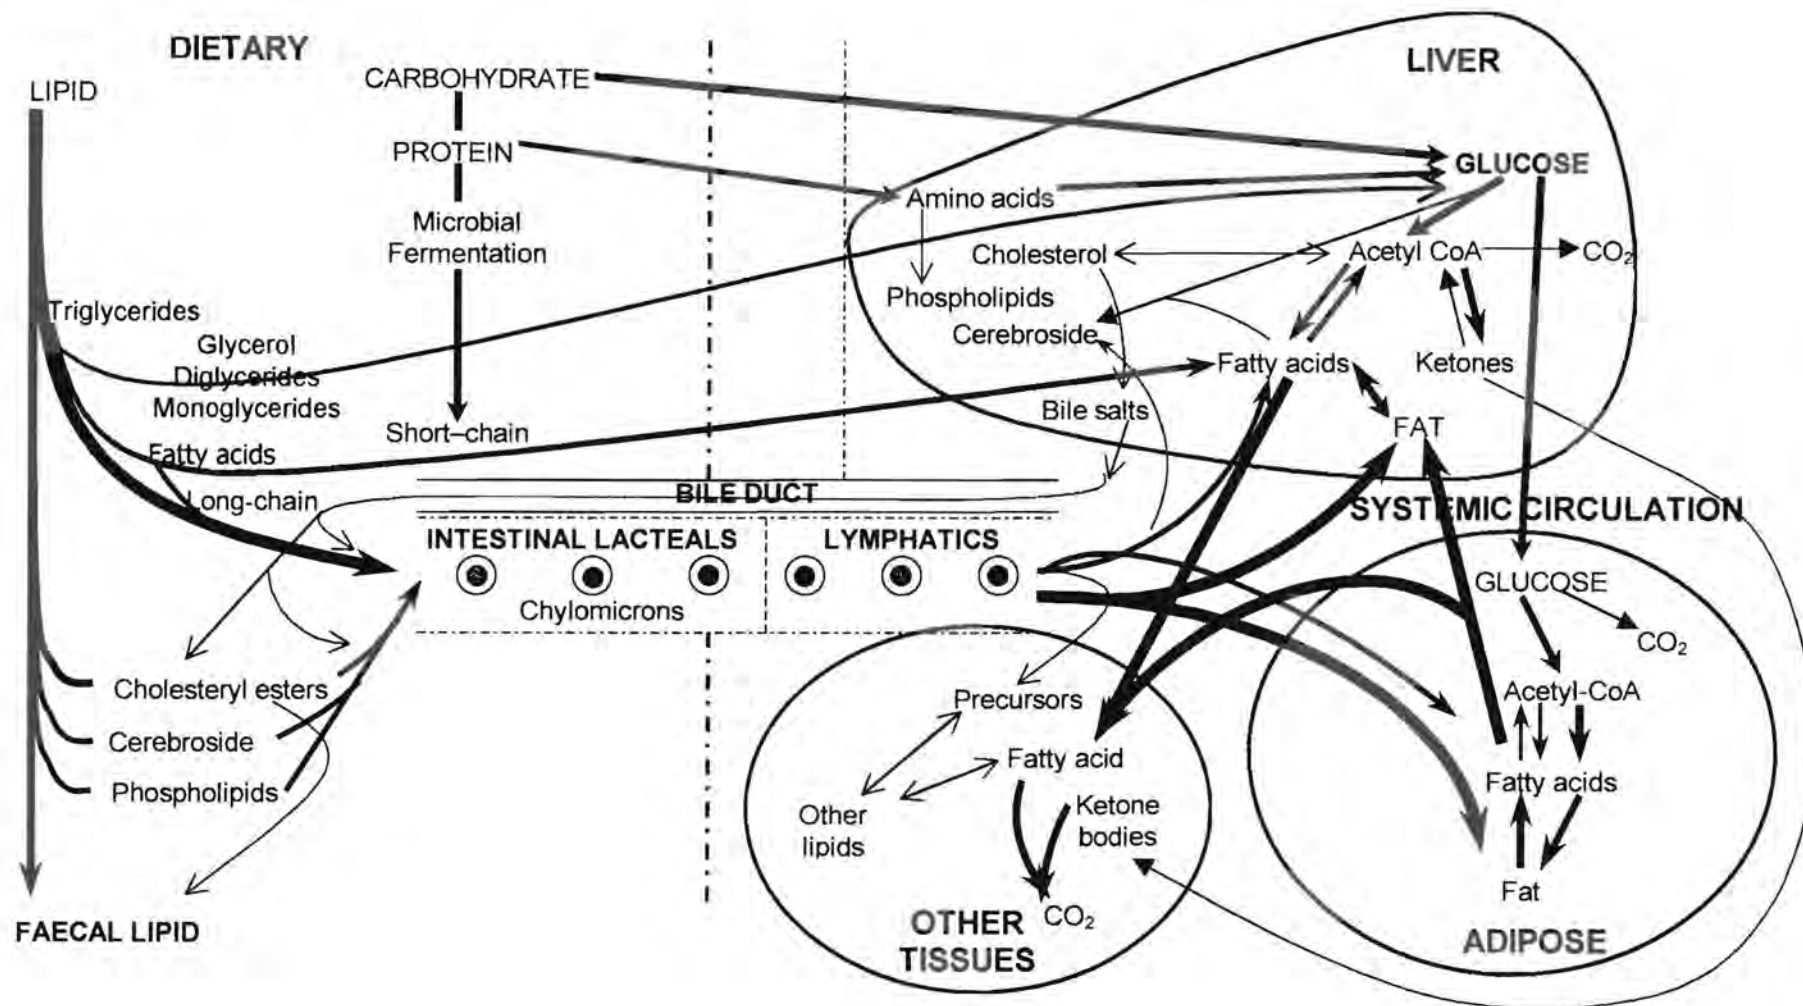 DIETARY
LIPID
CARBOHYDRATE
PROTEIN
Microbial
Fermentation
Triglycerides
Glycerol
Diglycerides
Monoglycerides
Short–chain
Fatty acids
Long-chain
LIVER
GLUCOSE
Amino acids
Cholesterol
Acetyl CoA
CO₂
Phospholipids
Cerebroside
Fatty acids
Ketones
Bile salts
FAT
BILE DUCT
INTESTINAL LACTEALS
LYMPHATICS
Chylomicrons
SYSTEMIC CIRCULATION
GLUCOSE
CO₂
Acetyl-CoA
Fatty acids
Fat
ADIPOSE
Cholesteryl esters
Cerebroside
Phospholipids
FAECAL LIPID
Precursors
Fatty acid
Other
lipids
Ketone
bodies
CO₂
OTHER
TISSUES